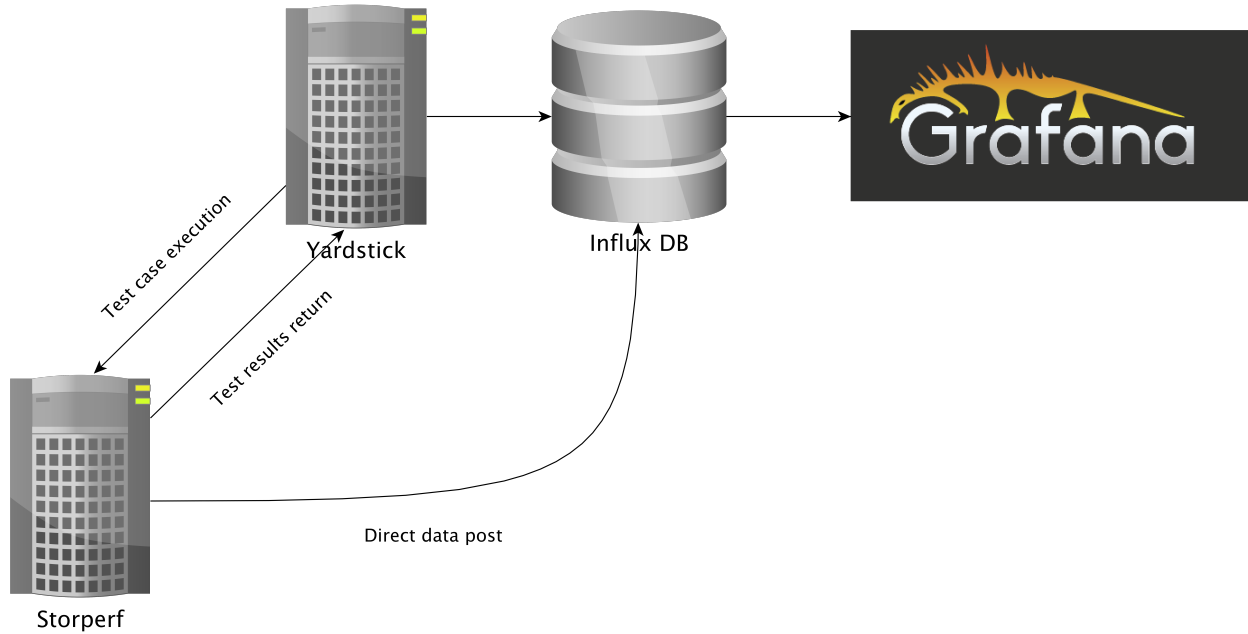 Grafana
Yardstick
Influx DB
Test case execution
Test results return
Direct data post
Storperf